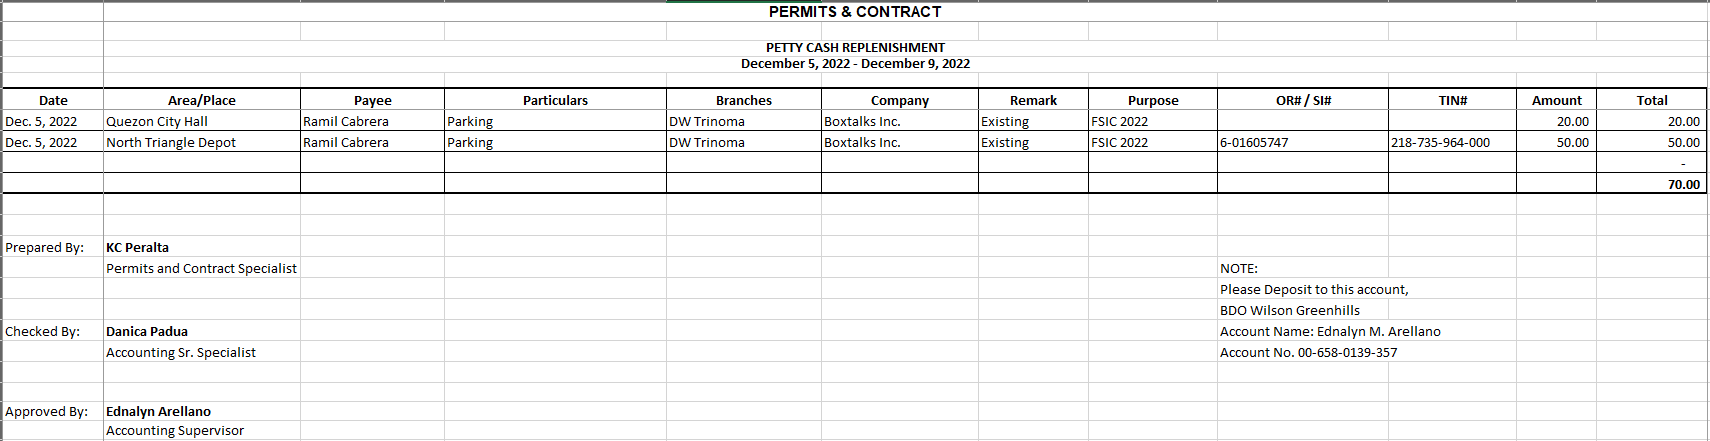 PERMITS & CONTRACT
PETTY CASH REPLENISHMENT
December 5, 2022 - December 9, 2022
Date Area/Place Payee Particulars Branches Company Remark Purpose OR# / SI# TIN# Amount Total
Dec. 5, 2022 Quezon City Hall Ramil Cabrera Parking DW Trinoma Boxtalks Inc. Existing FSIC 2022 20.00 20.00
Dec. 5, 2022 North Triangle Depot Ramil Cabrera Parking DW Trinoma Boxtalks Inc. Existing FSIC 2022 6-01605747 218-735-964-000 50.00 50.00
-
70.00
Prepared By: KC Peralta
Permits and Contract Specialist NOTE:
Please Deposit to this account,
BDO Wilson Greenhills
Checked By: Danica Padua Account Name: Ednalyn M. Arellano
Accounting Sr. Specialist Account No. 00-658-0139-357
Approved By: Ednalyn Arellano
Accounting Supervisor